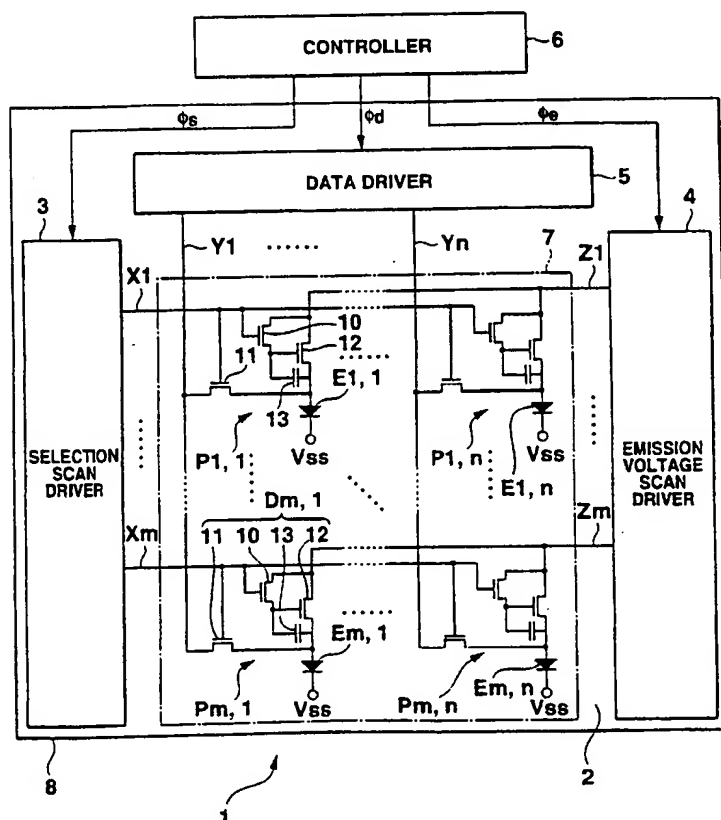 CONTROLLER 6
ϕs ϕd ϕe
DATA DRIVER 5
3 4
Y1 ...... Yn
7
X1 Z1
10
12
11
13
E1, 1
P1, 1
Vss
P1, n
Vss
E1, n
SELECTION
SCAN
DRIVER
EMISSION
VOLTAGE
SCAN
DRIVER
Dm, 1
Xm 11 10 13 12 Zm
Em, 1
Pm, 1
Vss
Pm, n
Em, n
Vss
8
2
1